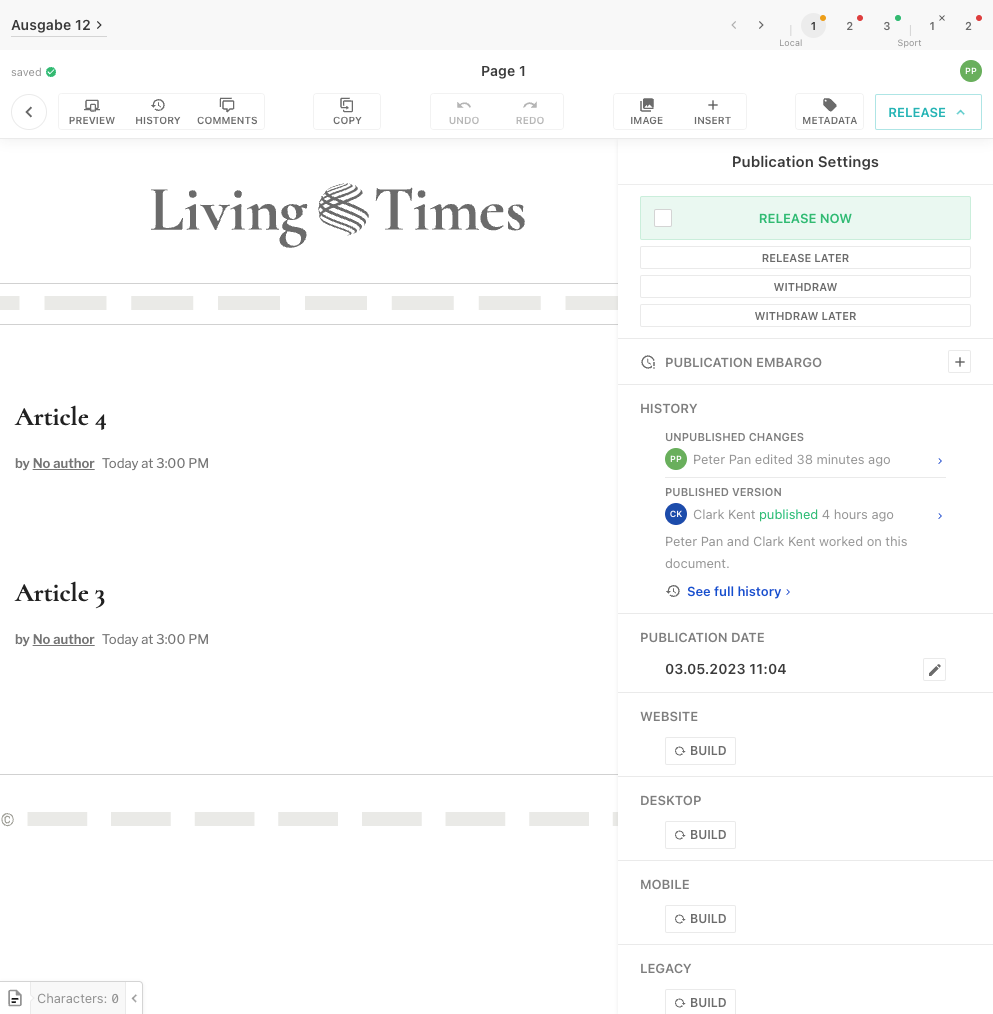 Ausgabe 12
1 2 3 1 2
Local Sport
saved
Page 1
PP
PREVIEW HISTORY COMMENTS COPY UNDO REDO IMAGE INSERT METADATA RELEASE
Living Times
Article 4
by No author Today at 3:00 PM
Article 3
by No author Today at 3:00 PM
©
Characters: 0
Publication Settings
RELEASE NOW
RELEASE LATER
WITHDRAW
WITHDRAW LATER
PUBLICATION EMBARGO
HISTORY
UNPUBLISHED CHANGES
PP Peter Pan edited 38 minutes ago
PUBLISHED VERSION
CK Clark Kent published 4 hours ago
Peter Pan and Clark Kent worked on this
document.
See full history
PUBLICATION DATE
03.05.2023 11:04
WEBSITE
BUILD
DESKTOP
BUILD
MOBILE
BUILD
LEGACY
BUILD